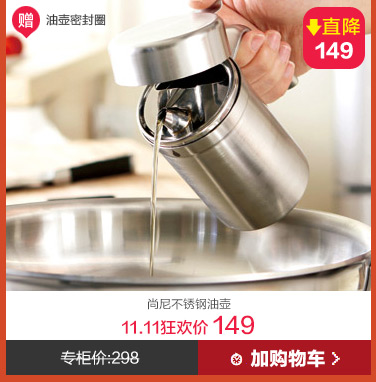 赠 油壶密封圈
直降
149
尚尼不锈钢油壶
11.11狂欢价 149
专柜价:298
加购物车